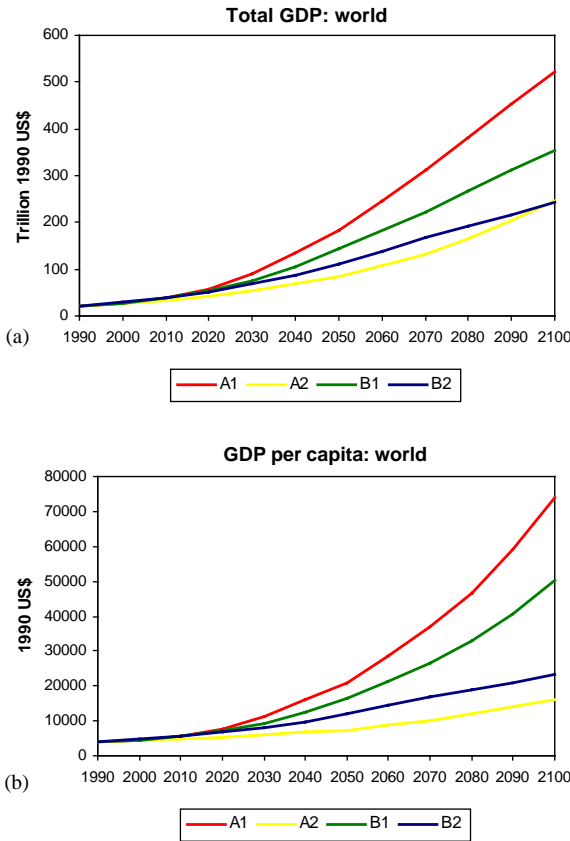 Total GDP: world
600
500
400
300
200
100
0
Trillion 1990 US$
1990 2000 2010 2020 2030 2040 2050 2060 2070 2080 2090 2100
(a)
A1 A2 B1 B2
GDP per capita: world
80000
70000
60000
50000
40000
30000
20000
10000
0
1990 US$
1990 2000 2010 2020 2030 2040 2050 2060 2070 2080 2090 2100
(b)
A1 A2 B1 B2